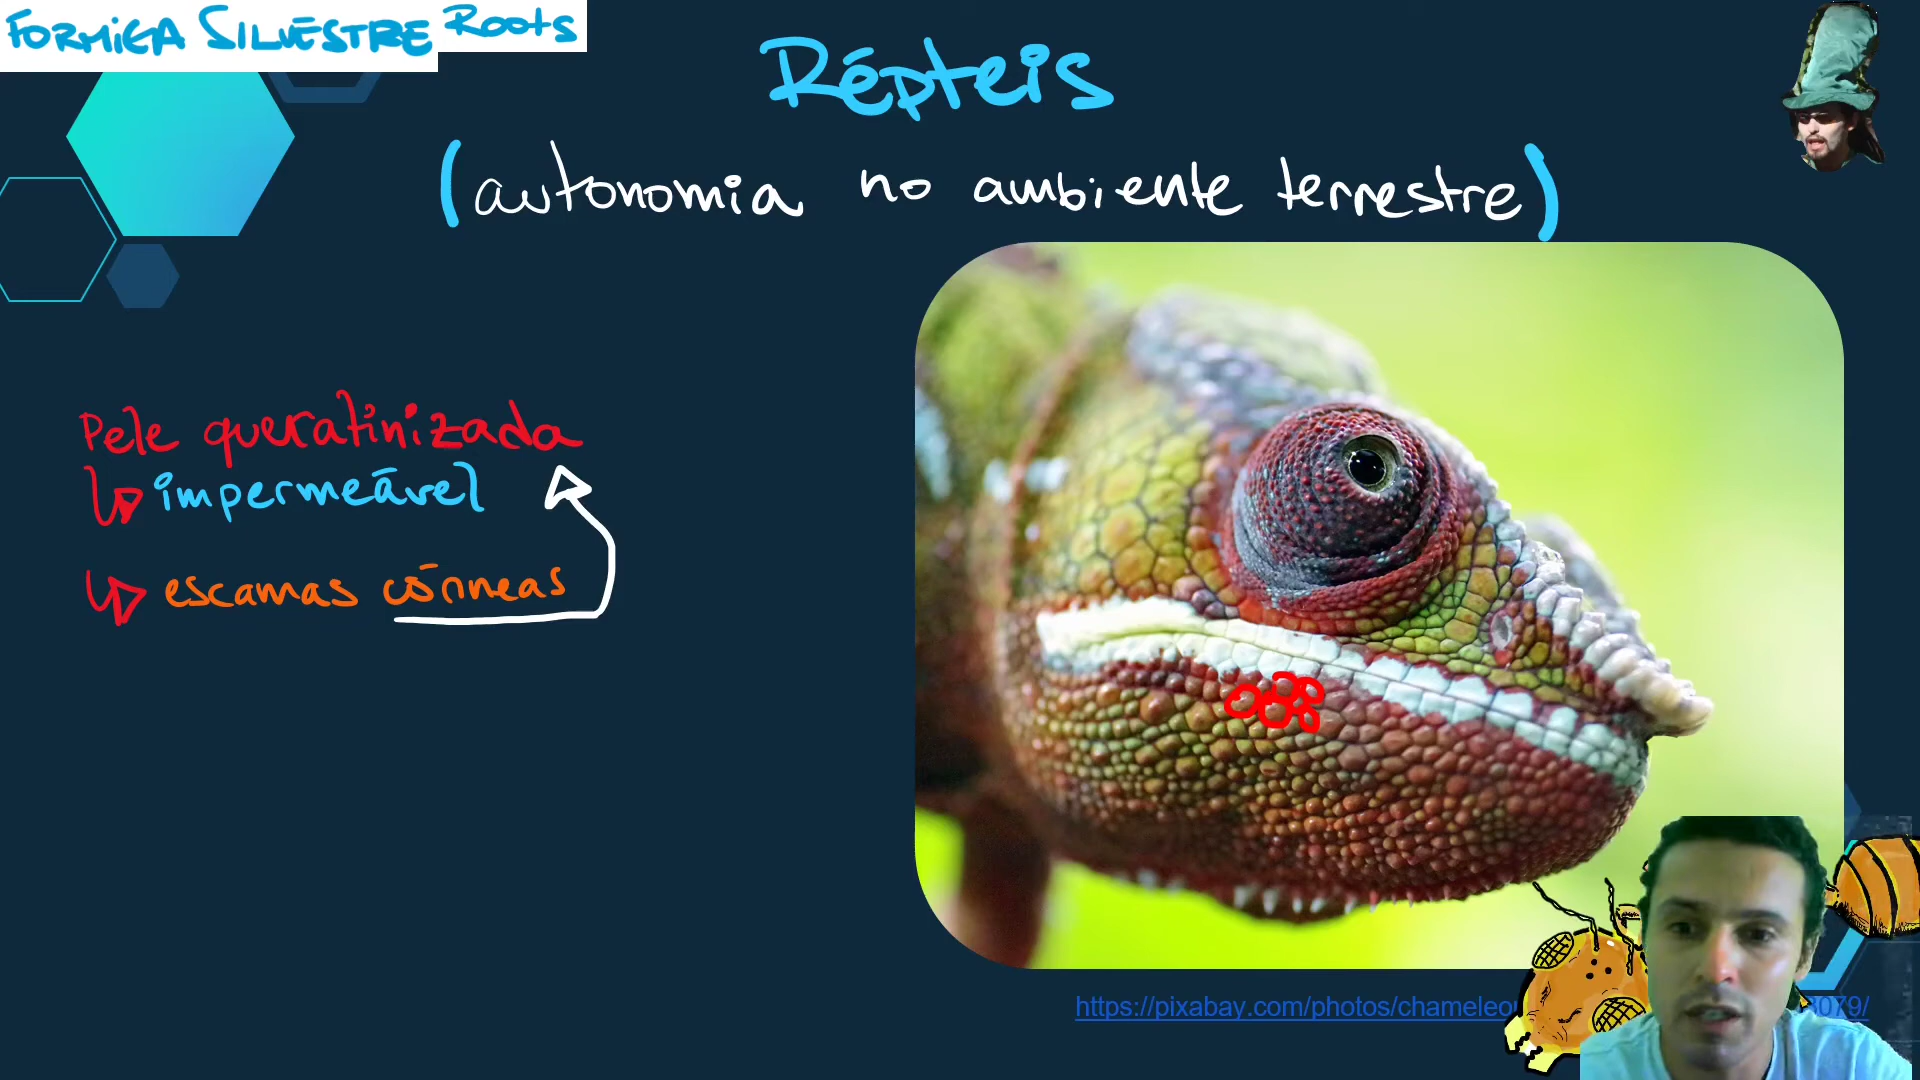 FORMIGA SILVESTRE Roots
Répteis
(autonomia no ambiente terrestre)
Pele queratinizada
impermeável
escamas córneas
https://pixabay.com/photos/chameleo
079/